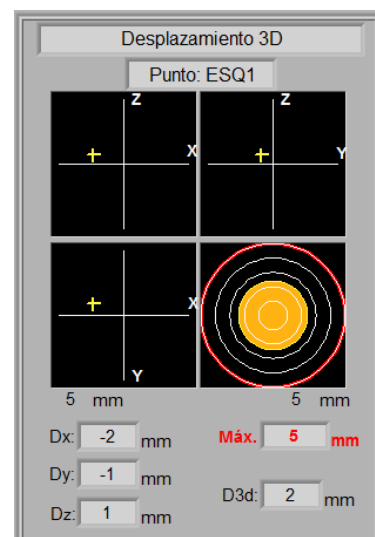 Desplazamiento 3D
Punto: ESQ1
Z
X
Z
Y
X
Y
5 mm
5 mm
Dx: -2 mm
Máx. 5 mm
Dy: -1 mm
D3d: 2 mm
Dz: 1 mm